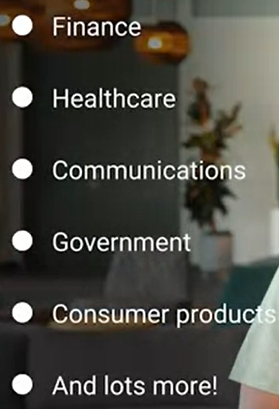 Finance
Healthcare
Communications
Government
Consumer products
And lots more!